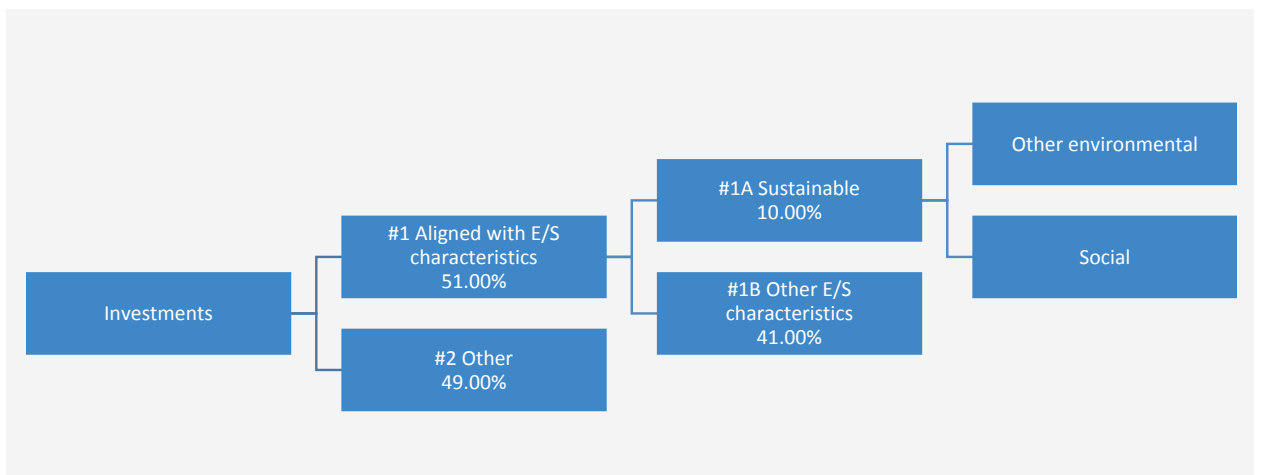 Investments
#1 Aligned with E/S
characteristics
51.00%
#2 Other
49.00%
#1A Sustainable
10.00%
#1B Other E/S
characteristics
41.00%
Other environmental
Social